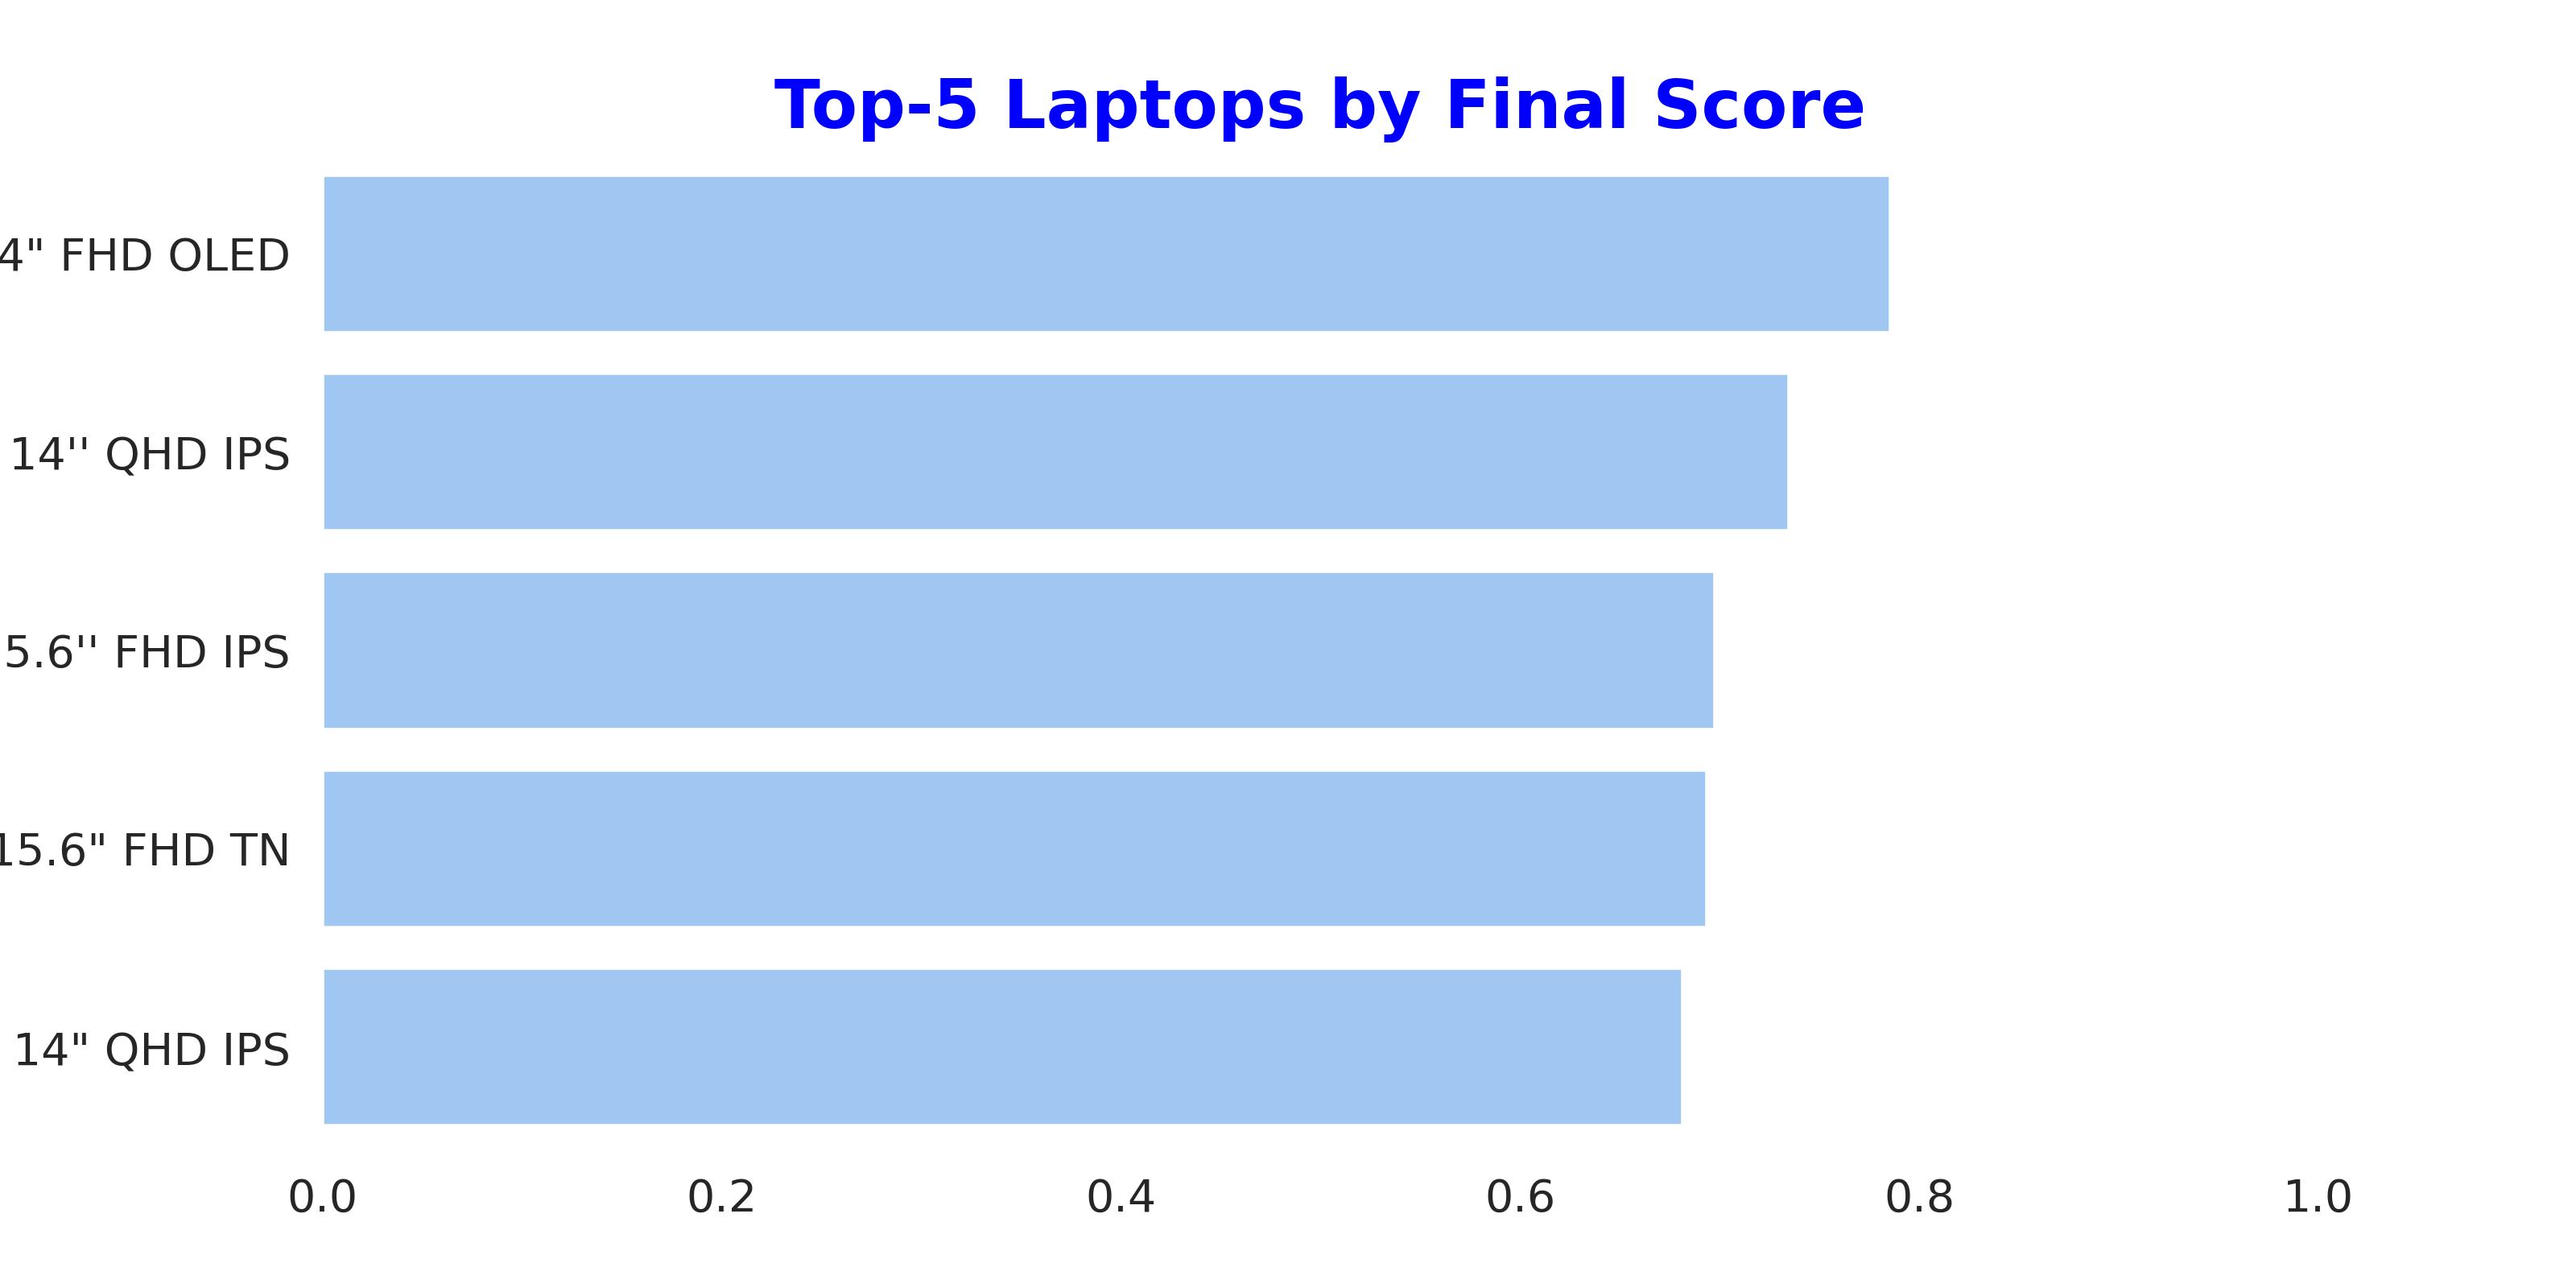 Top-5 Laptops by Final Score
4" FHD OLED
14'' QHD IPS
5.6'' FHD IPS
15.6" FHD TN
14" QHD IPS
0.0 0.2 0.4 0.6 0.8 1.0